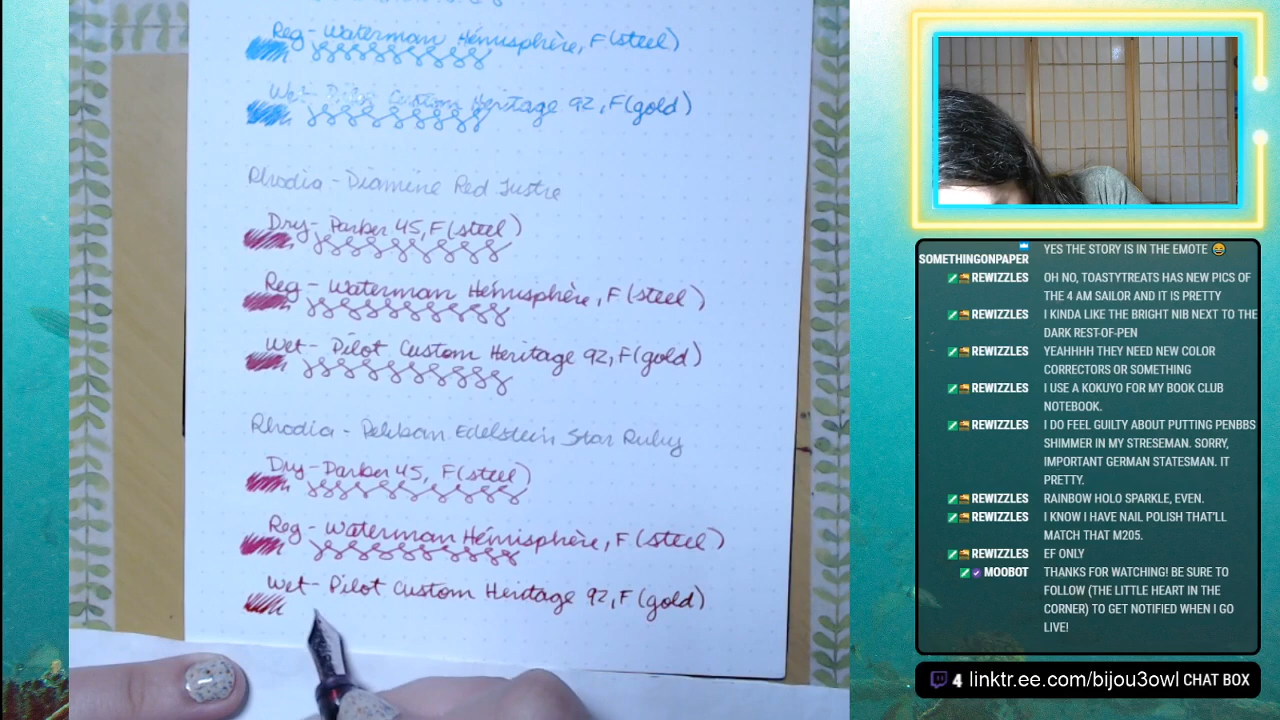 Reg - Waterman Hémisphère, F (steel)
Wet - Pilot Custom Heritage 92, F (gold)
Rhodia - Diamine Red Lustre
Dry - Parker 45, F (steel)
Reg - Waterman Hémisphère, F (steel)
Wet - Pilot Custom Heritage 92, F (gold)
Rhodia - Pelikan Edelstein Star Ruby
Dry - Parker 45, F (steel)
Reg - Waterman Hémisphère, F (steel)
Wet - Pilot Custom Heritage 92, F (gold)
SOMETHINGONPAPER YES THE STORY IS IN THE EMOTE 😂
REWIZZLES OH NO, TOASTYTREATS HAS NEW PICS OF
THE 4 AM SAILOR AND IT IS PRETTY
REWIZZLES I KINDA LIKE THE BRIGHT NIB NEXT TO THE
DARK REST-OF-PEN
REWIZZLES YEAHHHH THEY NEED NEW COLOR
CORRECTORS OR SOMETHING
REWIZZLES I USE A KOKUYO FOR MY BOOK CLUB
NOTEBOOK.
REWIZZLES I DO FEEL GUILTY ABOUT PUTTING PENBBS
SHIMMER IN MY STRESEMAN. SORRY,
IMPORTANT GERMAN STATESMAN. IT
PRETTY.
REWIZZLES RAINBOW HOLO SPARKLE, EVEN.
REWIZZLES I KNOW I HAVE NAIL POLISH THAT'LL
MATCH THAT M205.
REWIZZLES EF ONLY
MOOBOT THANKS FOR WATCHING! BE SURE TO
FOLLOW (THE LITTLE HEART IN THE
CORNER) TO GET NOTIFIED WHEN I GO
LIVE!
4 linktr.ee.com/bijou3owl CHAT BOX